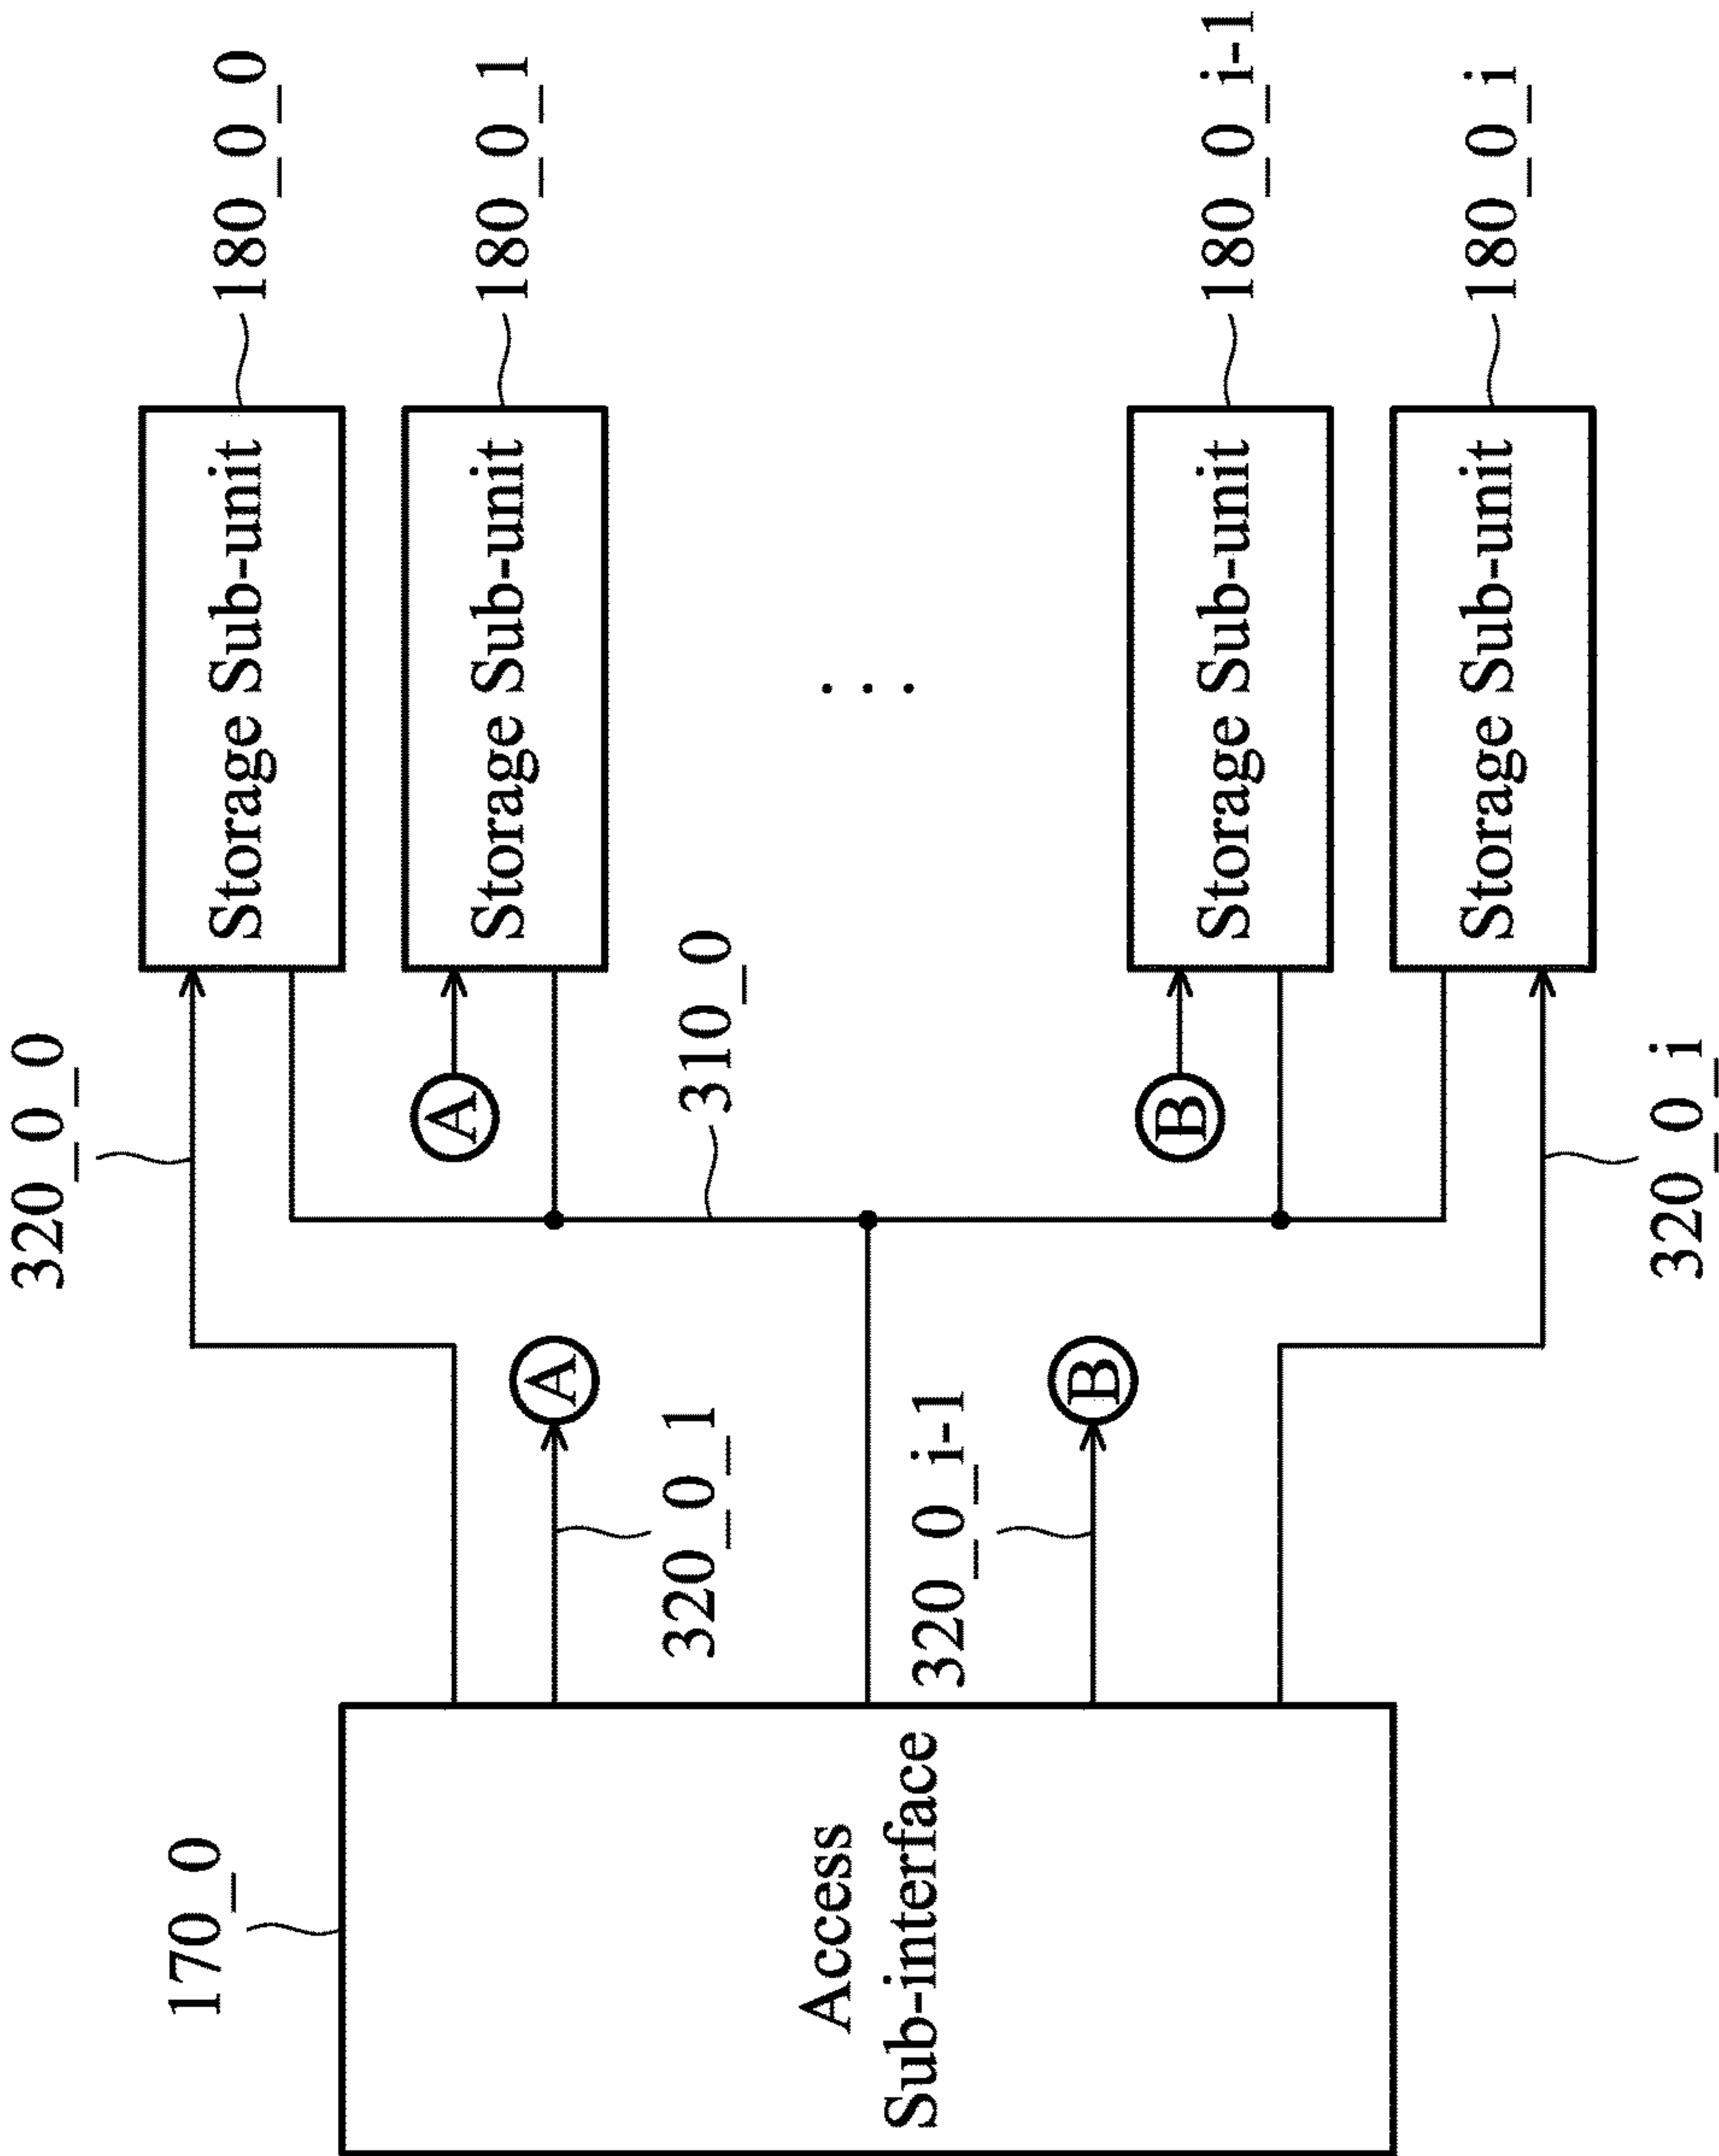 320_0_0
170_0
Access
Sub-interface
320_0_1
A
320_0_i-1
B
A
310_0
B
320_0_i
Storage Sub-unit
180_0_0
Storage Sub-unit
180_0_1
. . .
Storage Sub-unit
180_0_i-1
Storage Sub-unit
180_0_i